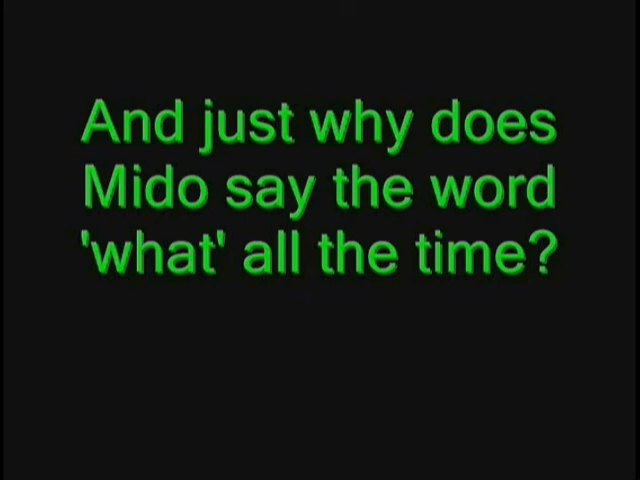 And just why does
Mido say the word
'what' all the time?